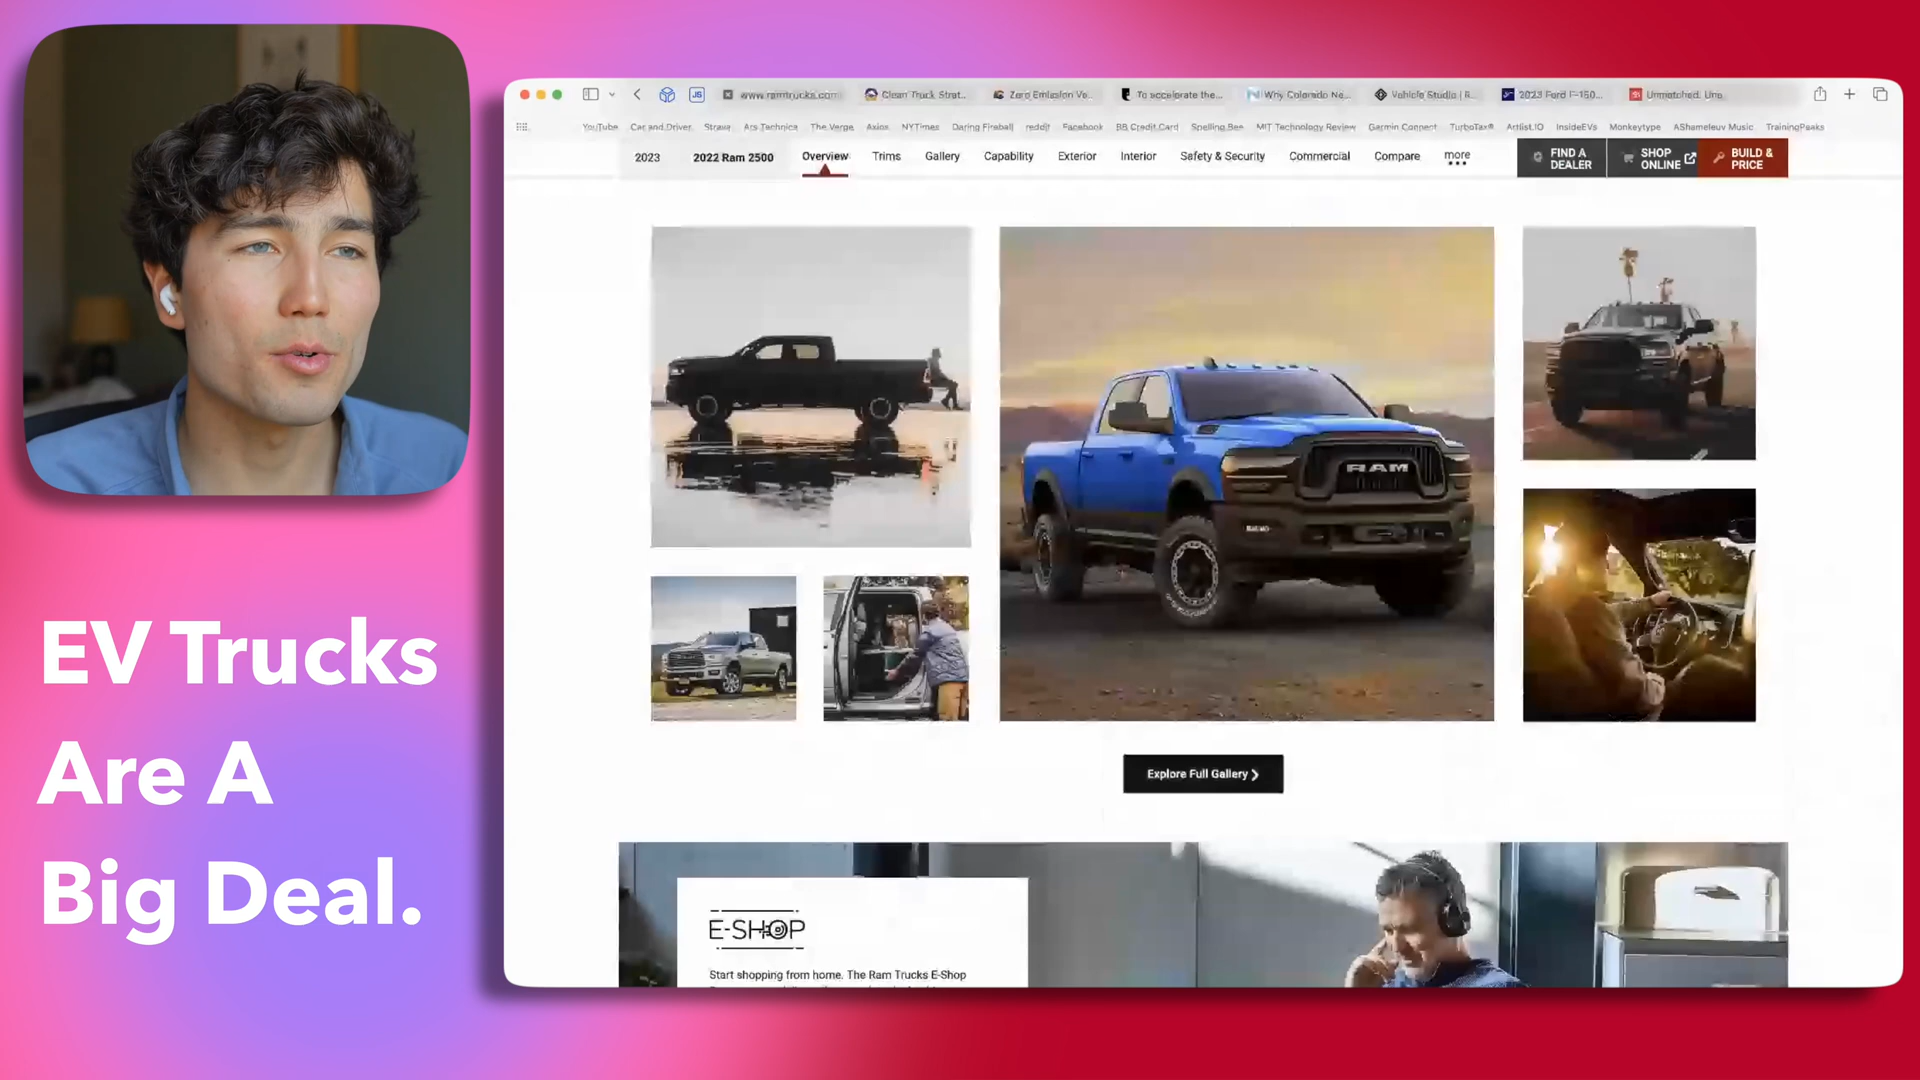 www.ramtrucks.com
Clean Truck Strat...
Zero Emission Ve...
To accelerate the...
Why Colorado Ne...
Vehicle Studio | R...
2023 Ford F-150...
Unmatched. Una
YouTube
Car and Driver
Strava
Ars Technica
The Verge
Axios
NYTimes
Daring Fireball
reddit
Facebook
BB Credit Card
Spelling Bee
MIT Technology Review
Garmin Connect
TurboTax®
Artlist.IO
InsideEVs
Monkeytype
AShameluv Music
TrainingPeaks
2023
2022 Ram 2500
Overview
Trims
Gallery
Capability
Exterior
Interior
Safety & Security
Commercial
Compare
more
FIND A
DEALER
SHOP
ONLINE
BUILD &
PRICE
RAM
Explore Full Gallery
E-SHOP
Start shopping from home. The Ram Trucks E-Shop
EV Trucks
Are A
Big Deal.